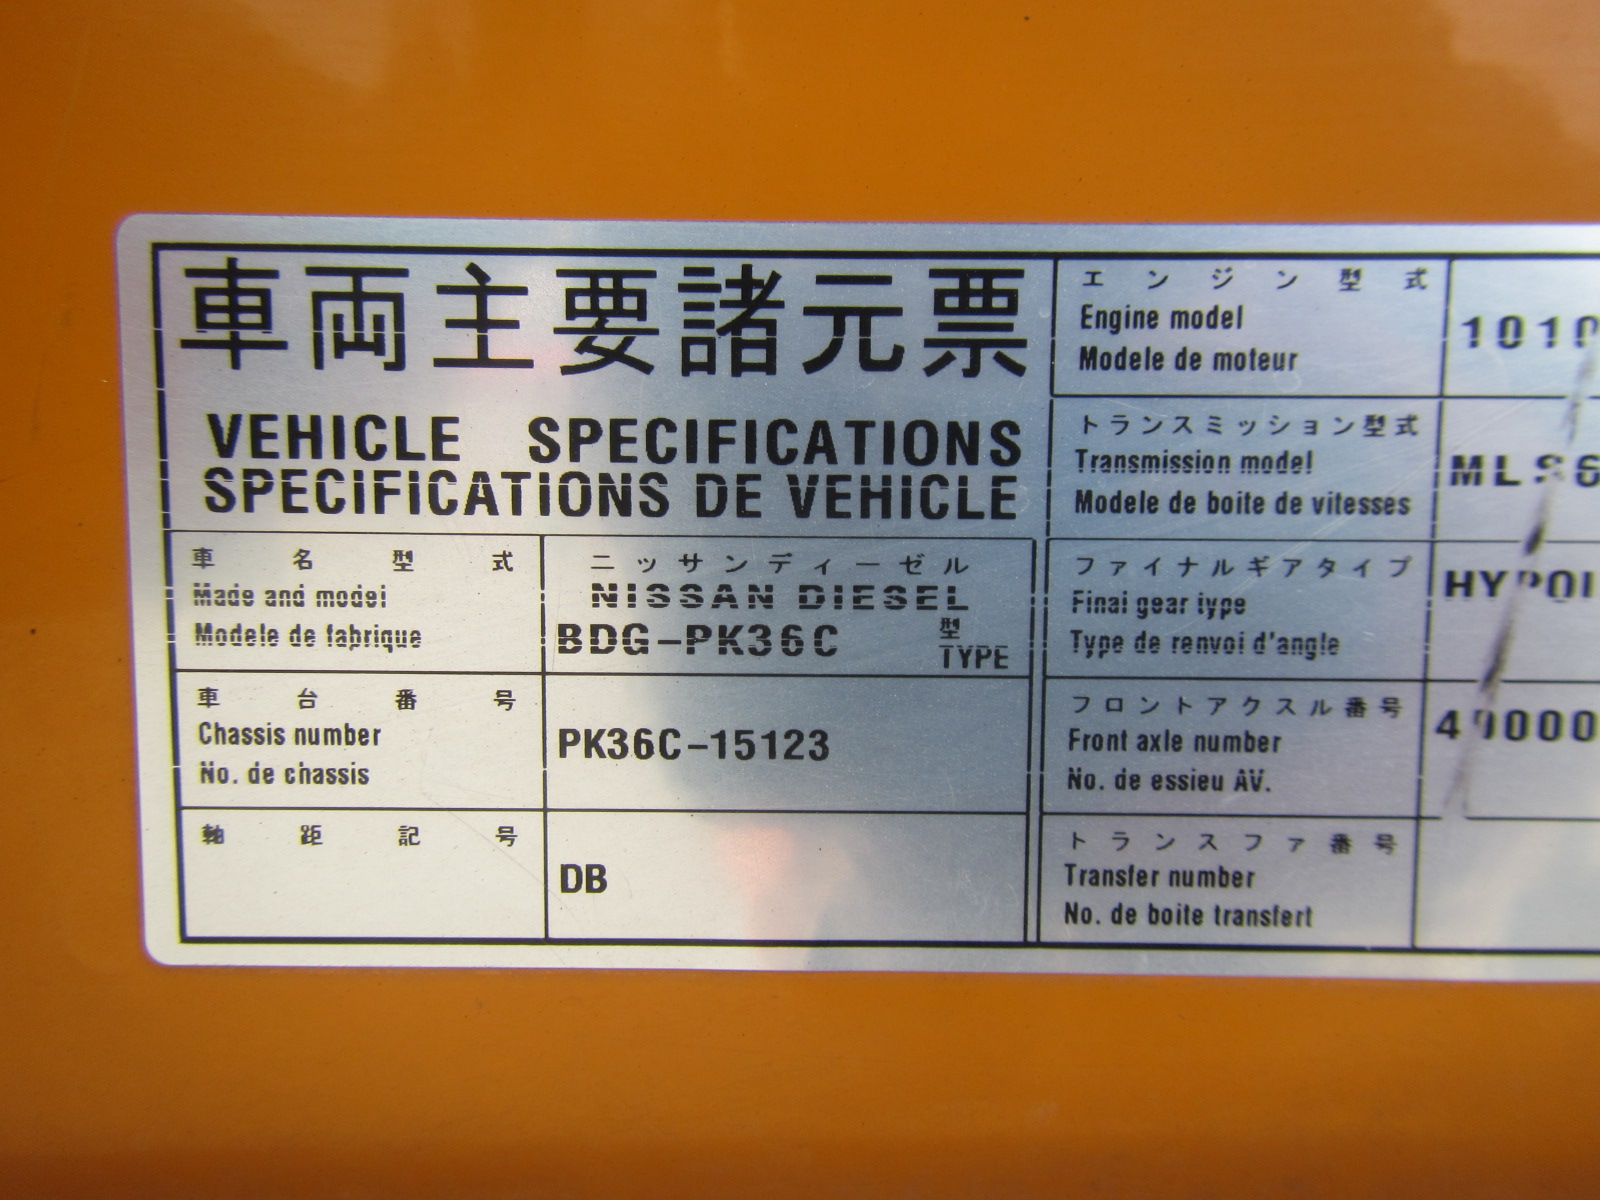 車両主要諸元票
VEHICLE SPECIFICATIONS
SPECIFICATIONS DE VEHICLE
車名型式
Made and model
Modele de fabrique
ニッサンディーゼル
NISSAN DIESEL
BDG-PK36C 型 TYPE
車台番号
Chassis number
No. de chassis
PK36C-15123
軸距記号
DB
エンジン型式
Engine model
Modele de moteur
1010
トランスミッション型式
Transmission model
Modele de boite de vitesses
MLS6
ファイナルギアタイプ
Final gear type
Type de renvoi d'angle
HYPOI
フロントアクスル番号
Front axle number
No. de essieu AV.
トランスファ番号
Transfer number
No. de boite transfert